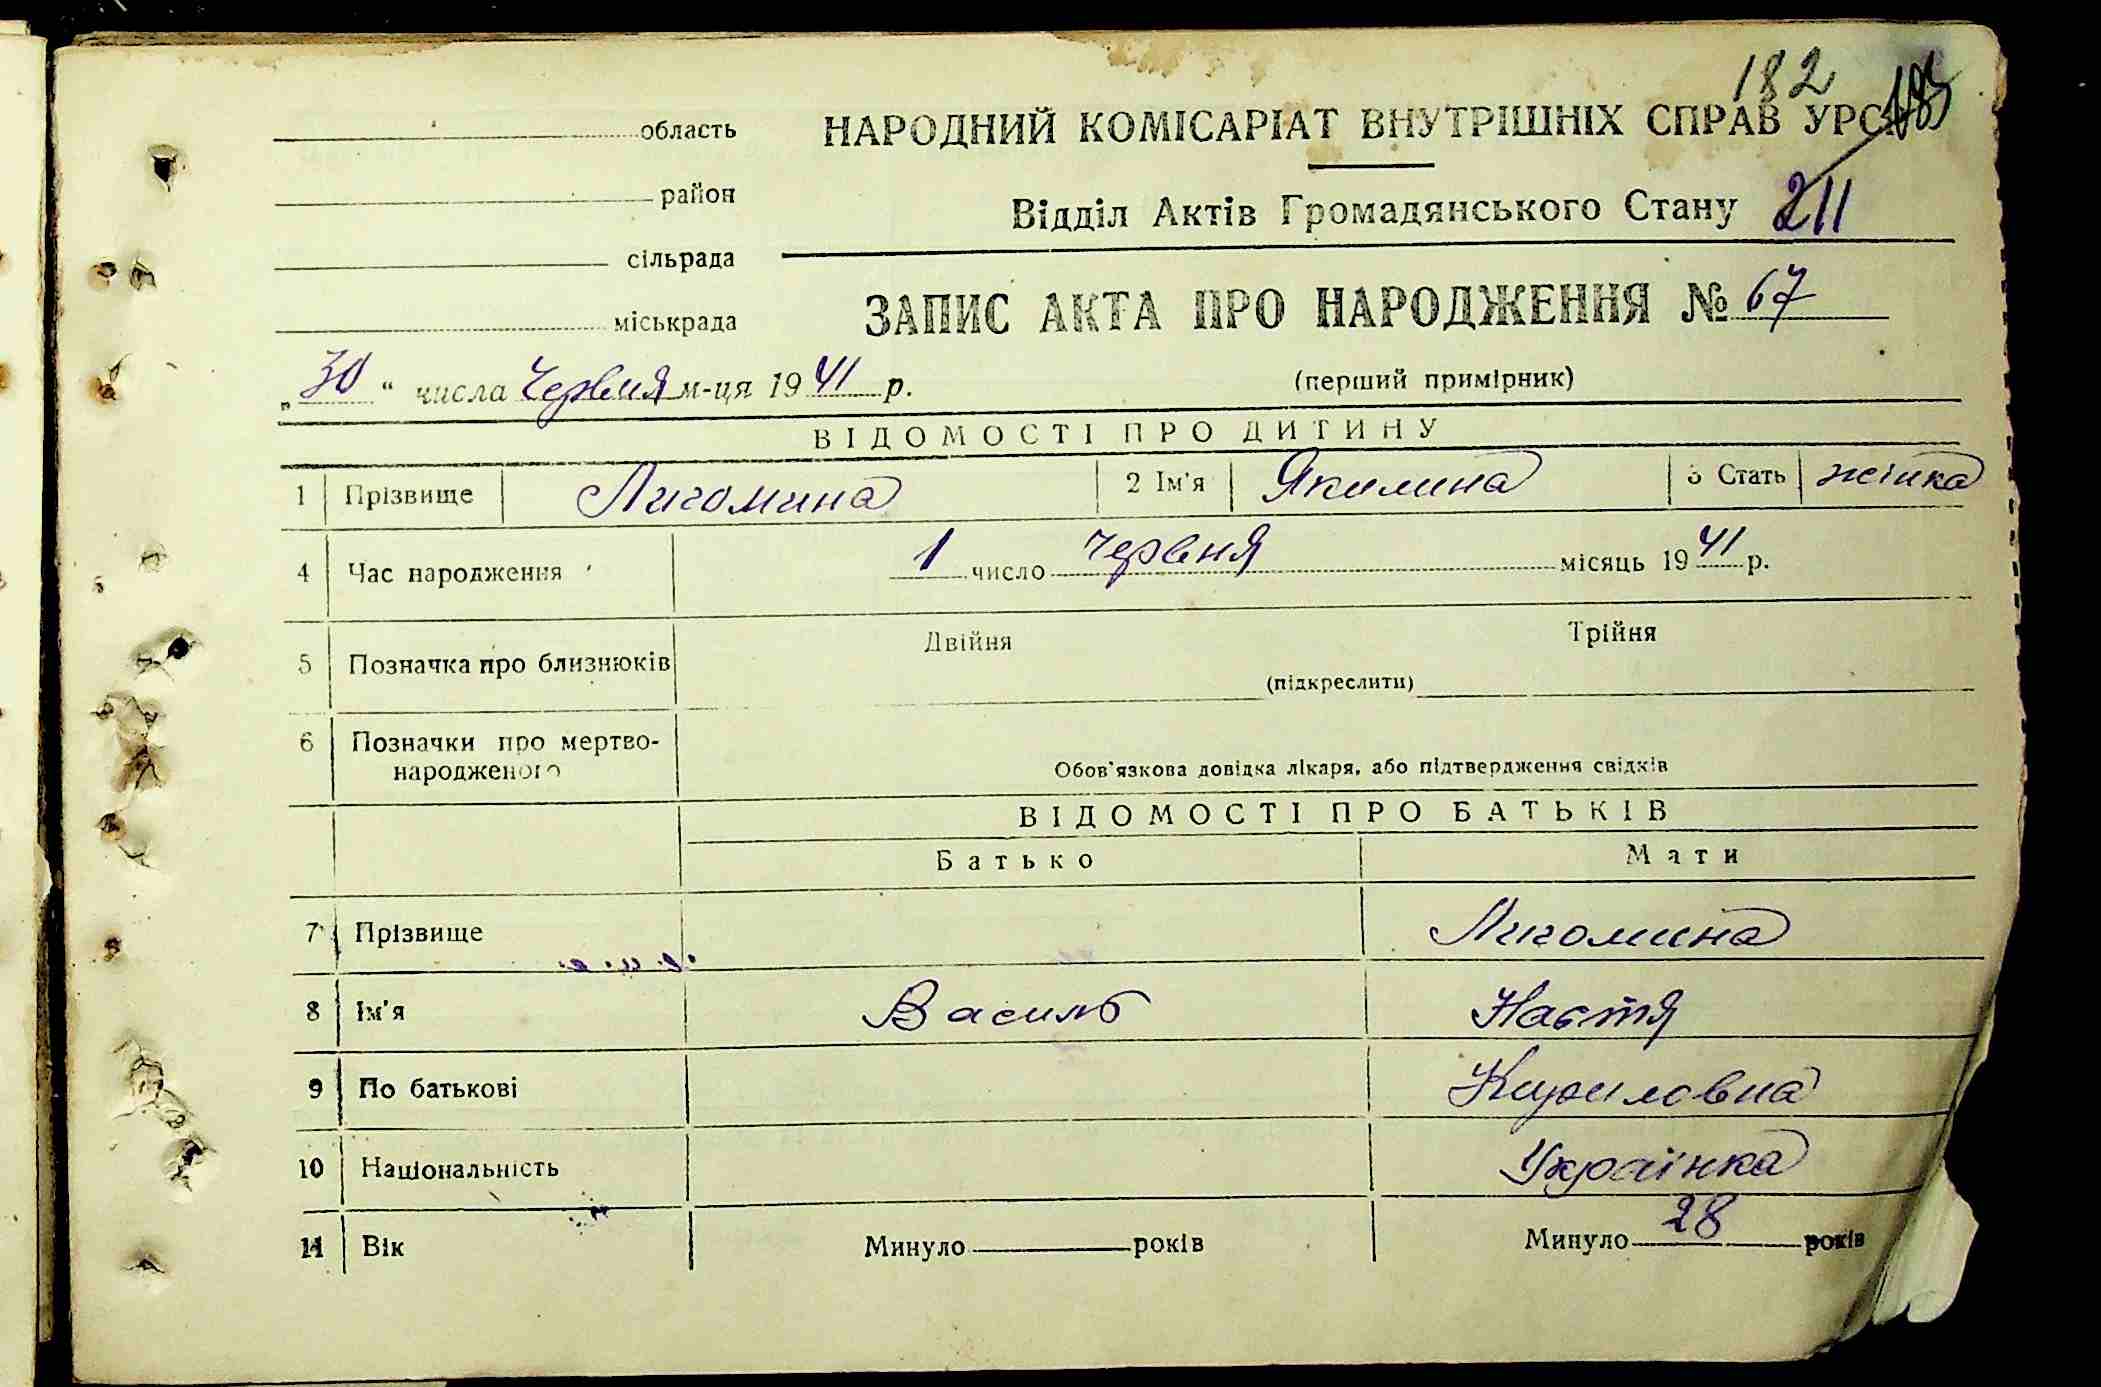 182 183
область НАРОДНИЙ КОМІСАРІАТ ВНУТРІШНІХ СПРАВ УРСР
район Відділ Актів Громадянського Стану 211
сільрада
міськрада ЗАПИС АКТА ПРО НАРОДЖЕННЯ № 67
„30“ числа Червня м-ця 1941 р. (перший примірник)
ВІДОМОСТІ ПРО ДИТИНУ
1 Прізвище Лигомина 2 Ім'я Якилина 3 Стать жінка
4 Час народження 1 число червня місяць 1941 р.
5 Позначка про близнюків Двійня Трійня
(підкреслити)
6 Позначки про мертво-
народженого Обов'язкова довідка лікаря, або підтвердження свідків
ВІДОМОСТІ ПРО БАТЬКІВ
Батько Мати
7 Прізвище Лигомина
8 Ім'я Василь Настя
9 По батькові Кириловна
10 Національність Українка
11 Вік Минуло років Минуло 28 років